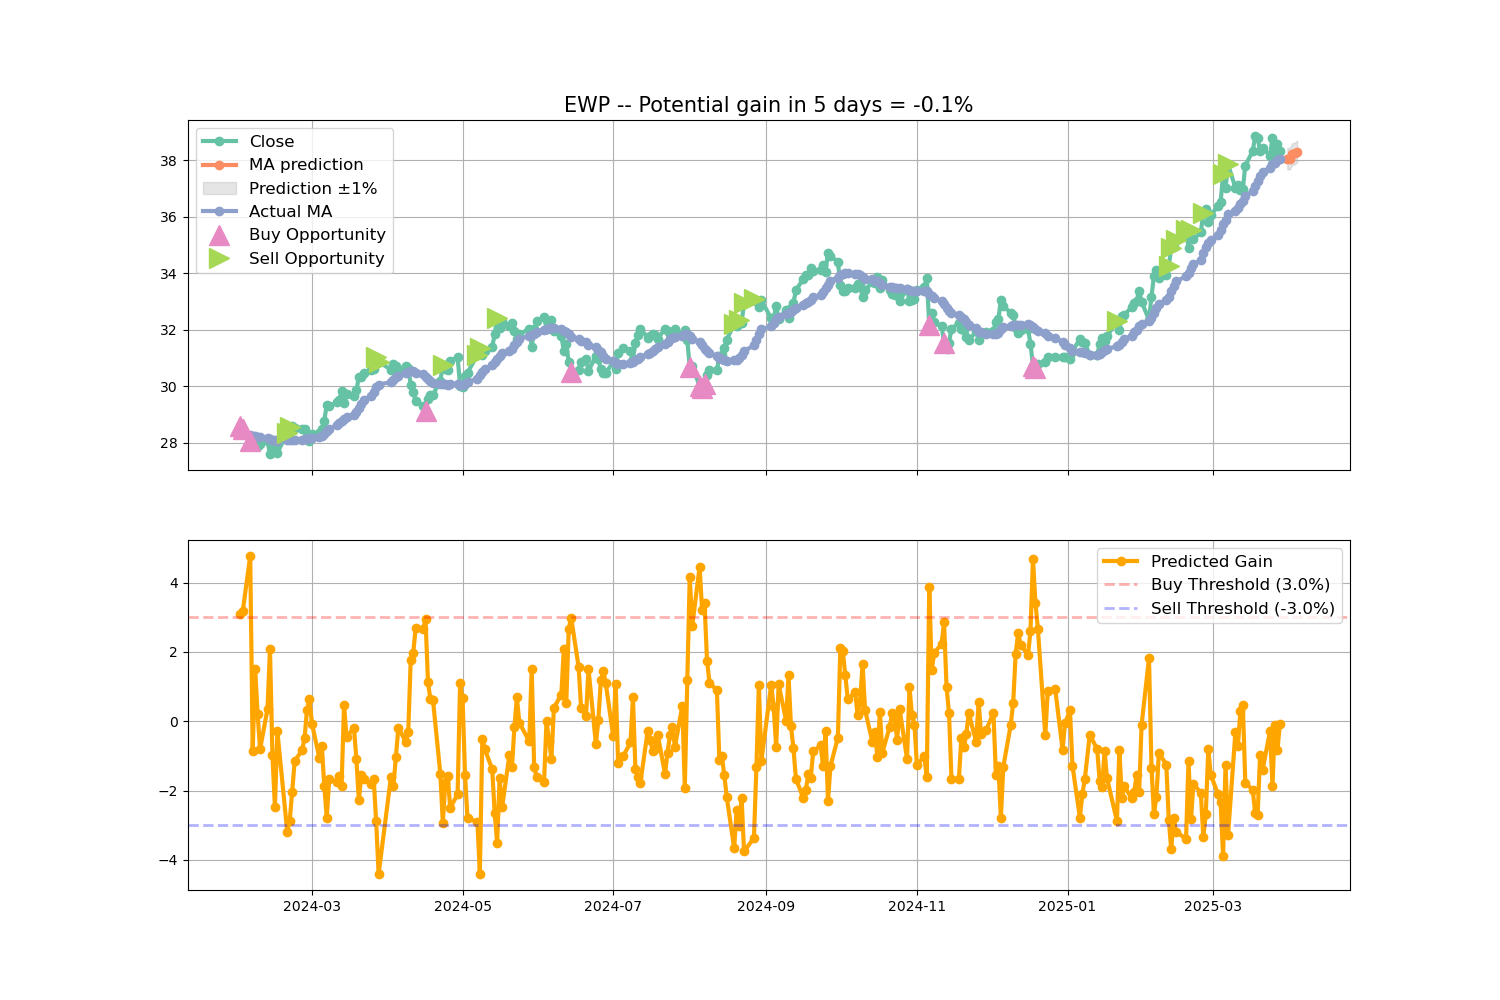 EWP -- Potential gain in 5 days = -0.1%
Close
MA prediction
Prediction ±1%
Actual MA
Buy Opportunity
Sell Opportunity
38
36
34
32
30
28
Predicted Gain
Buy Threshold (3.0%)
Sell Threshold (-3.0%)
4
2
0
−2
−4
2024-03 2024-05 2024-07 2024-09 2024-11 2025-01 2025-03